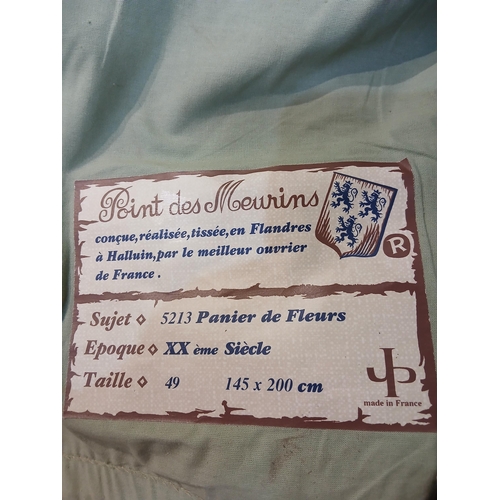 Point des Meurins
conçue,réalisée,tissée,en Flandres
à Halluin,par le meilleur ouvrier
de France .
®
Sujet ◇ 5213 Panier de Fleurs
Epoque ◇ XX ème Siècle
Taille ◇ 49 145 x 200 cm
JP
made in France